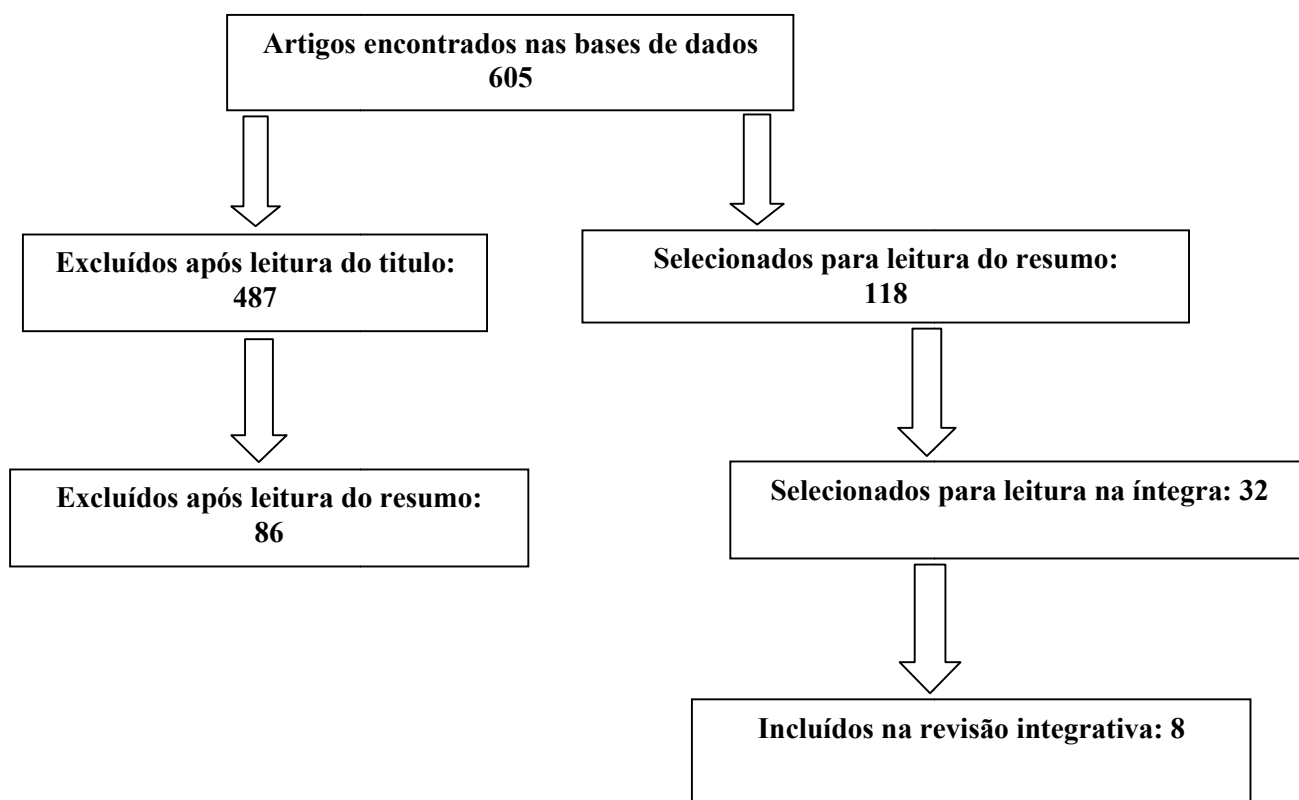 Artigos encontrados nas bases de dados
605
Excluídos após leitura do titulo:
487
Selecionados para leitura do resumo:
118
Excluídos após leitura do resumo:
86
Selecionados para leitura na íntegra: 32
Incluídos na revisão integrativa: 8